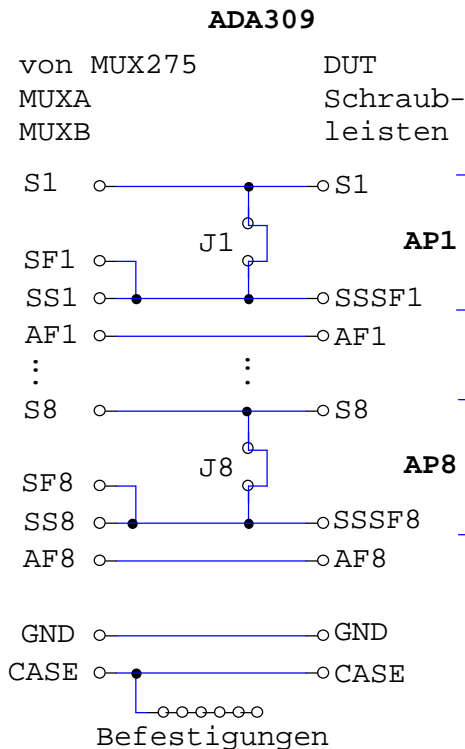 ADA309
von MUX275 DUT
MUXA Schraub-
MUXB leisten
S1 S1
J1 AP1
SF1
SS1 SSSF1
AF1 AF1
⋮ ⋮
S8 S8
J8 AP8
SF8
SS8 SSSF8
AF8 AF8
GND GND
CASE CASE
Befestigungen